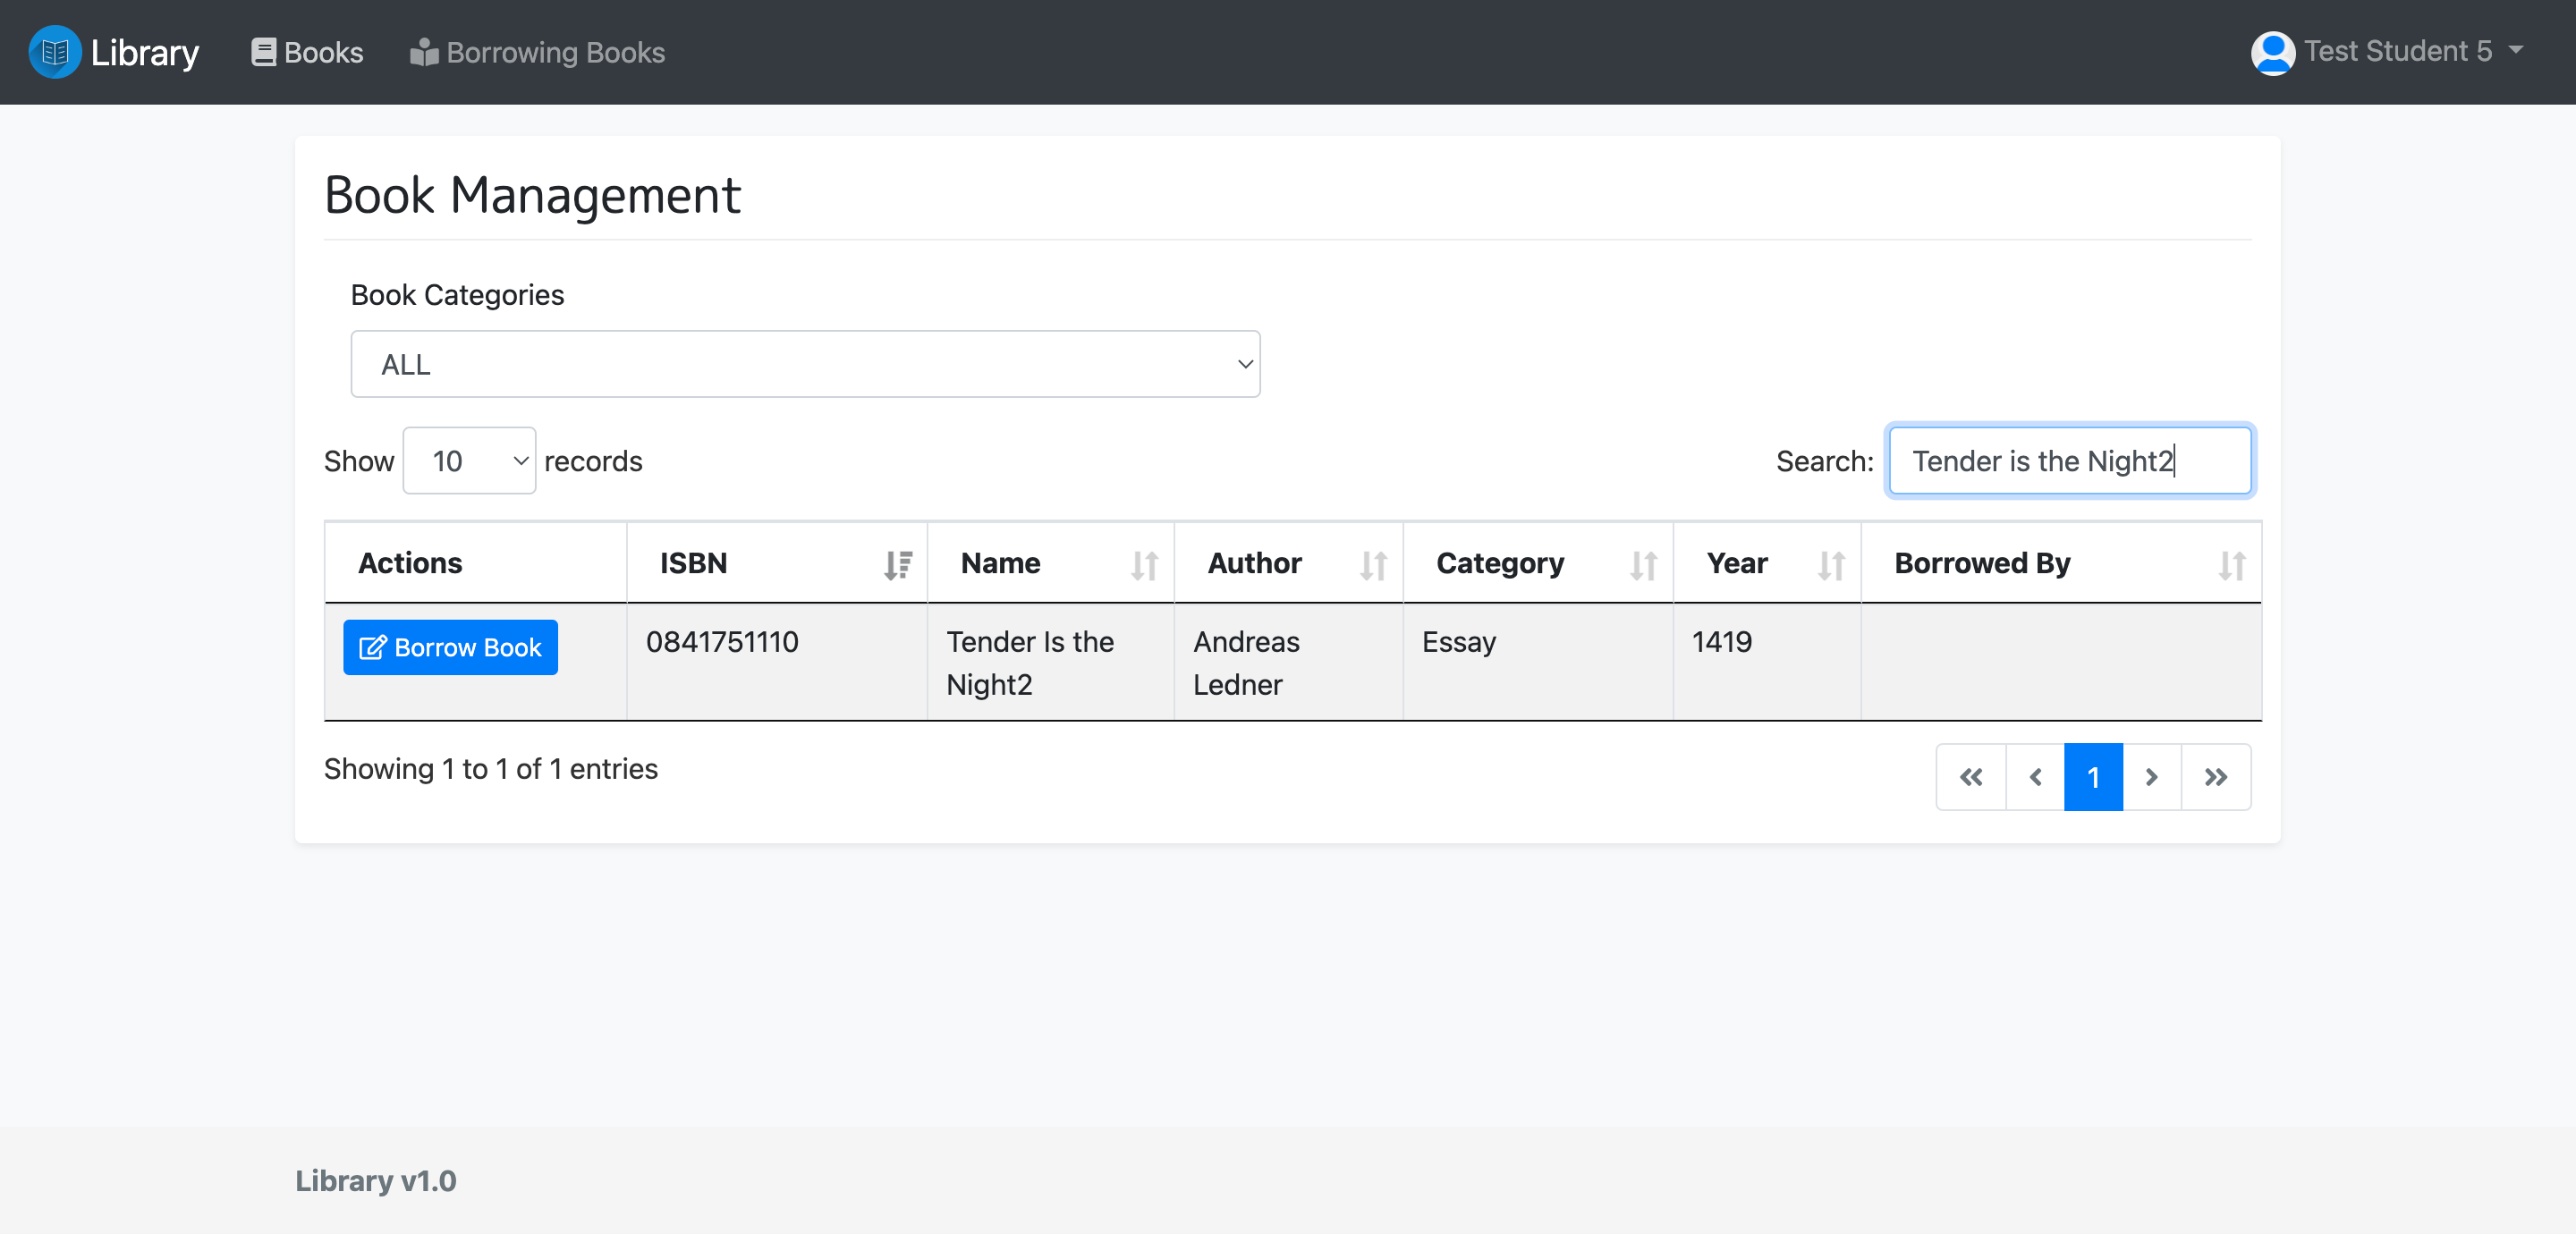 Library Books Borrowing Books Test Student 5
Book Management
Book Categories
ALL
Show 10 records Search: Tender is the Night2
Actions ISBN Name Author Category Year Borrowed By
Borrow Book 0841751110 Tender Is the Andreas Essay 1419
Night2 Ledner
Showing 1 to 1 of 1 entries « ‹ 1 › »
Library v1.0